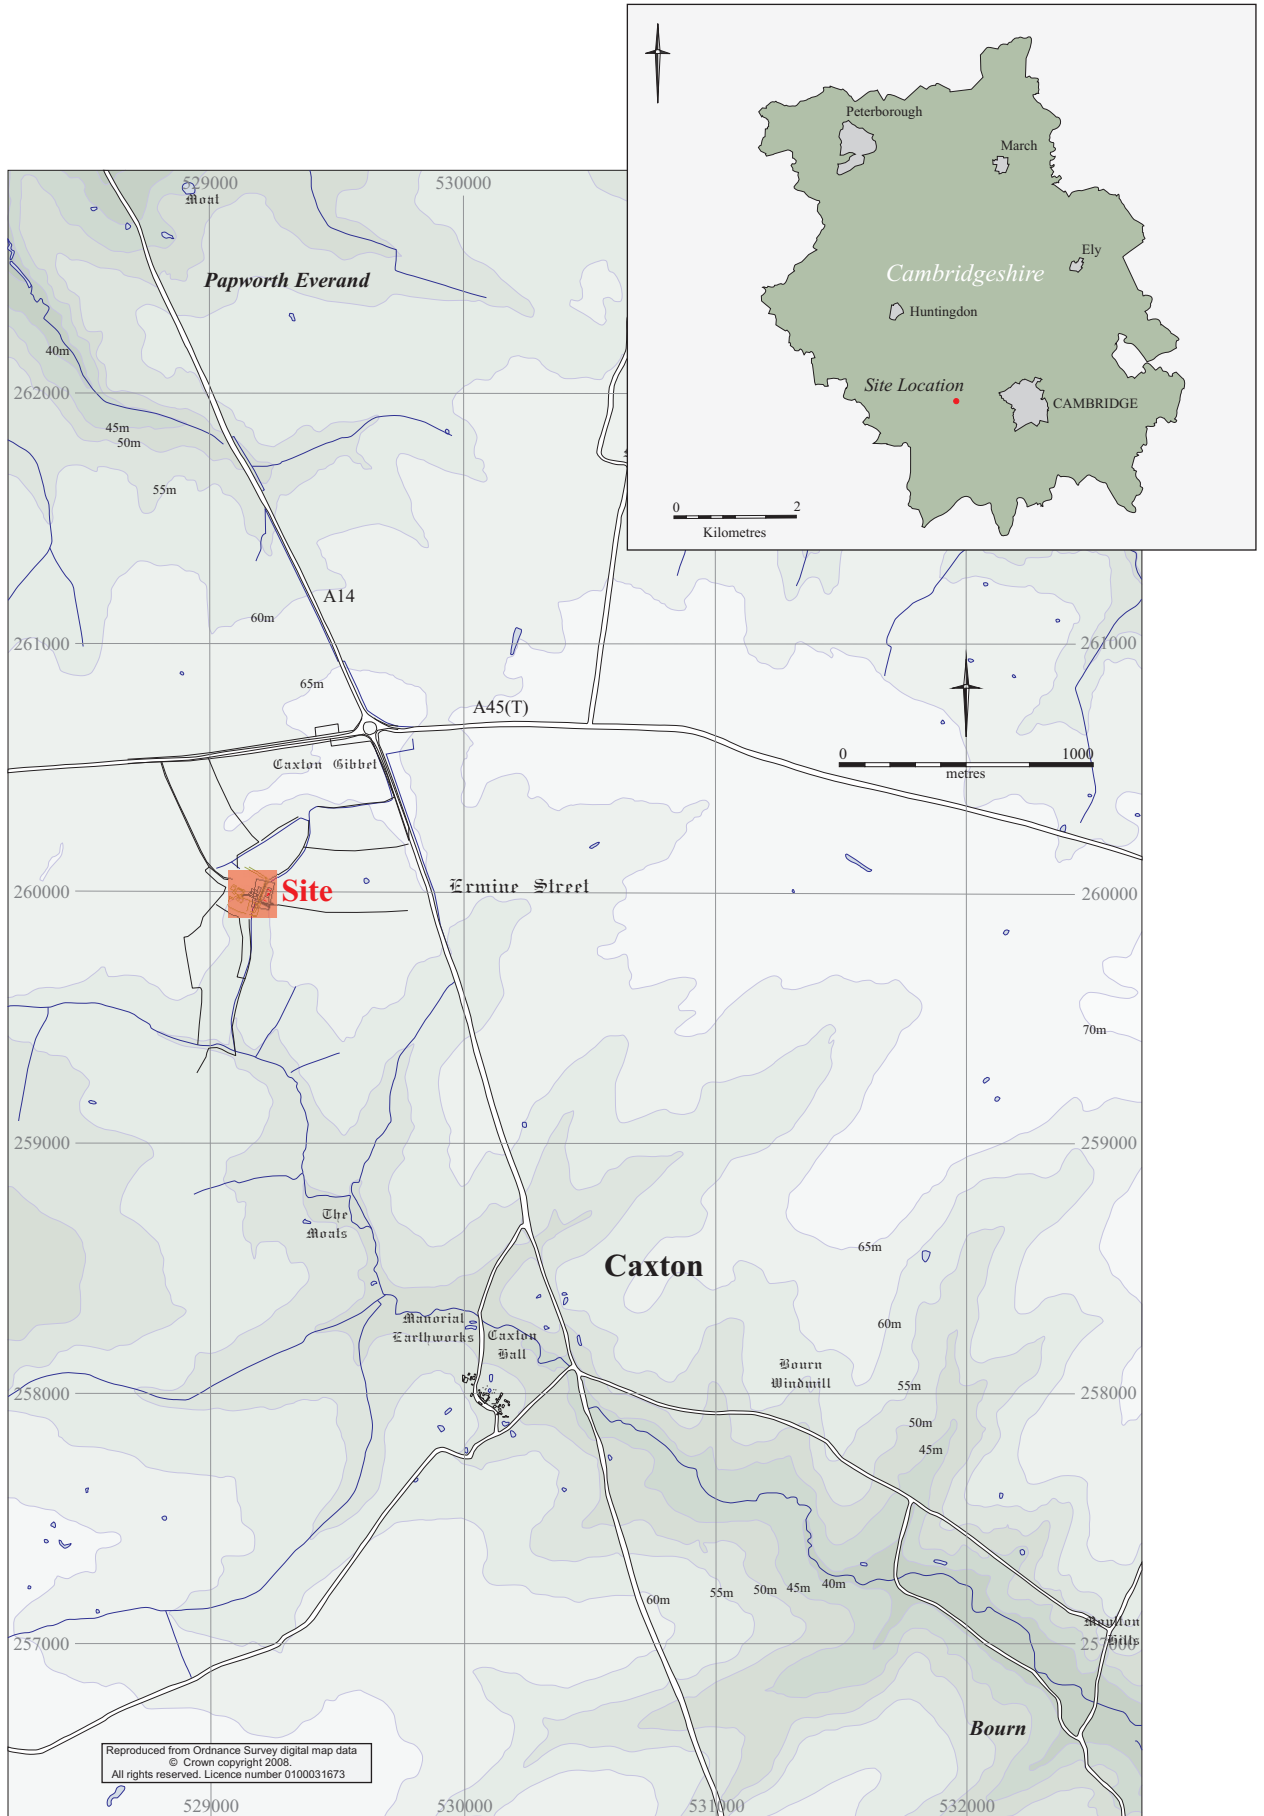 Peterborough
March
Ely
Cambridgeshire
Huntingdon
Site Location
CAMBRIDGE
0 2
Kilometres
529000 530000
Moat
Papworth Everand
40m
262000
45m
50m
55m
A14
60m
261000 261000
65m
A45(T)
0 1000
metres
Caxton Gibbet
260000 Site Ermine Street 260000
70m
259000 259000
The
Moats
65m
Caxton
Manorial
Earthworks
Caxton
Hall
60m
Bourn
Windmill
55m
258000 258000
50m
45m
60m 55m 50m 45m 40m
Moulton
Hills
257000 257000
Bourn
Reproduced from Ordnance Survey digital map data
© Crown copyright 2008.
All rights reserved. Licence number 0100031673
529000 530000 531000 532000